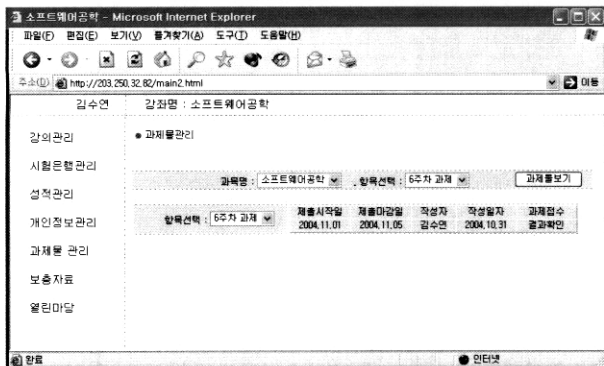 소프트웨어공학 - Microsoft Internet Explorer
파일(F) 편집(E) 보기(V) 즐겨찾기(A) 도구(T) 도움말(H)
주소(D) http://203.250.32.82/main2.html 이동
김수연 강좌명 : 소프트웨어공학
강의관리
● 과제물관리
시험은행관리
과목명 : 소프트웨어공학 . 항목선택 : 6주차 과제 과제물보기
성적관리
개인정보관리
항목선택 : 6주차 과제 제출시작일 제출마감일 작성자 작성일자 과제접수
2004.11.01 2004.11.05 김수연 2004.10.31 결과확인
과제물 관리
보충자료
열린마당
완료 인터넷